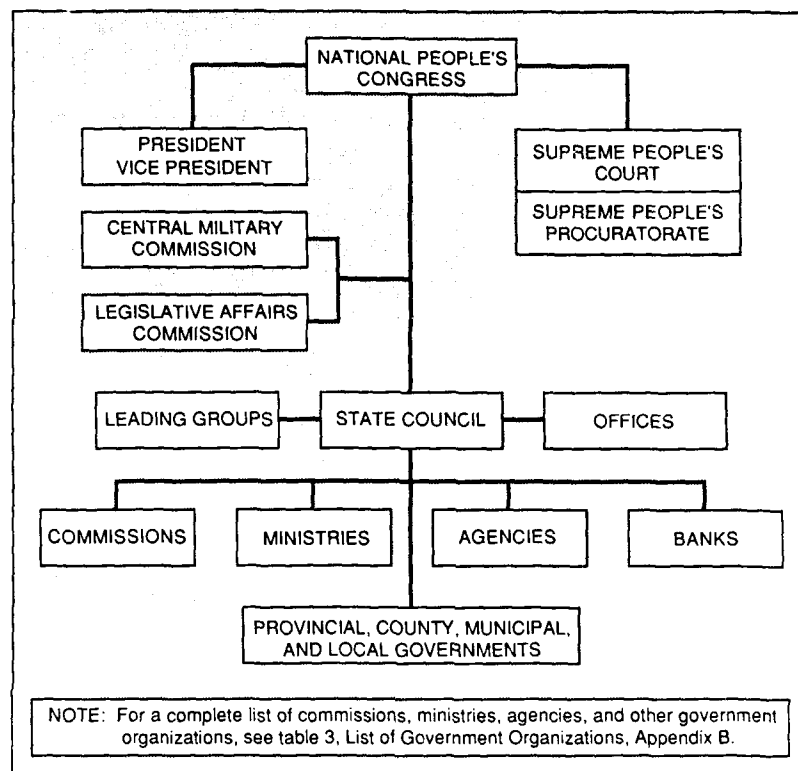 NATIONAL PEOPLE'S
CONGRESS
PRESIDENT
VICE PRESIDENT
SUPREME PEOPLE'S
COURT
SUPREME PEOPLE'S
PROCURATORATE
CENTRAL MILITARY
COMMISSION
LEGISLATIVE AFFAIRS
COMMISSION
LEADING GROUPS
STATE COUNCIL
OFFICES
COMMISSIONS
MINISTRIES
AGENCIES
BANKS
PROVINCIAL, COUNTY, MUNICIPAL,
AND LOCAL GOVERNMENTS
NOTE: For a complete list of commissions, ministries, agencies, and other government
organizations, see table 3, List of Government Organizations, Appendix B.